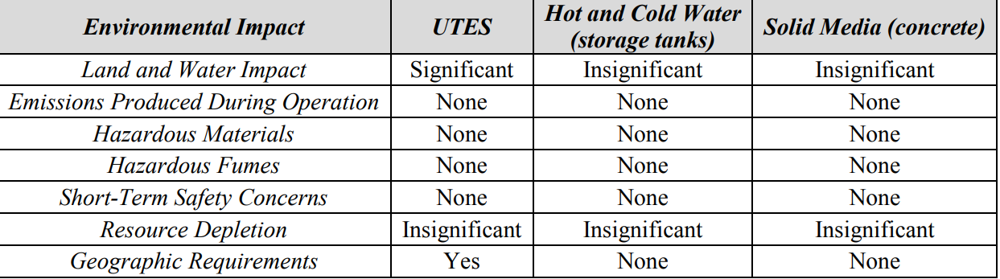 Environmental Impact UTES Hot and Cold Water (storage tanks) Solid Media (concrete)
Land and Water Impact Significant Insignificant Insignificant
Emissions Produced During Operation None None None
Hazardous Materials None None None
Hazardous Fumes None None None
Short-Term Safety Concerns None None None
Resource Depletion Insignificant Insignificant Insignificant
Geographic Requirements Yes None None